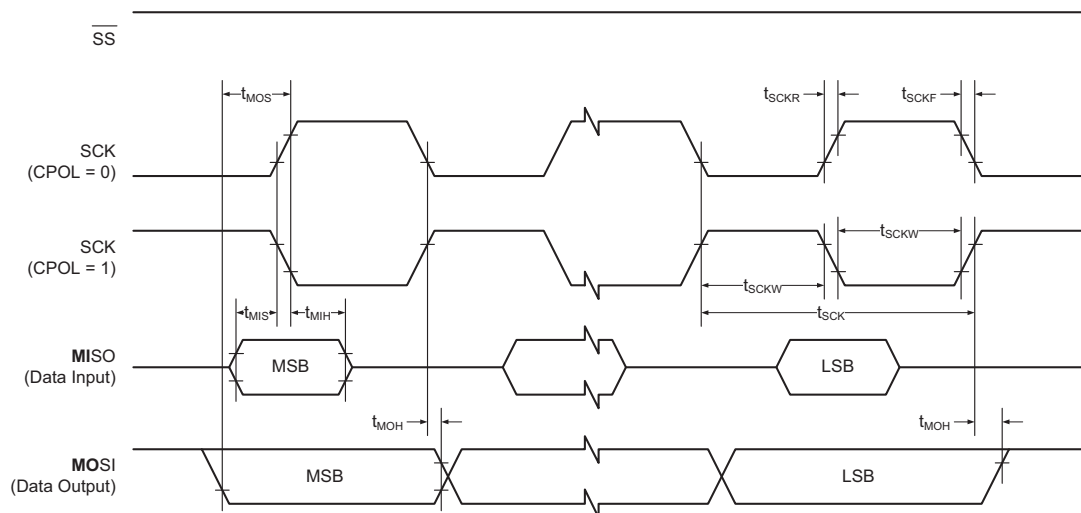 SS
tMOS
tSCKR
tSCKF
SCK
(CPOL = 0)
SCK
(CPOL = 1)
tSCKW
tSCKW
tMIS
tMIH
tSCK
MISO
(Data Input)
MSB
LSB
tMOH
tMOH
MOSI
(Data Output)
MSB
LSB